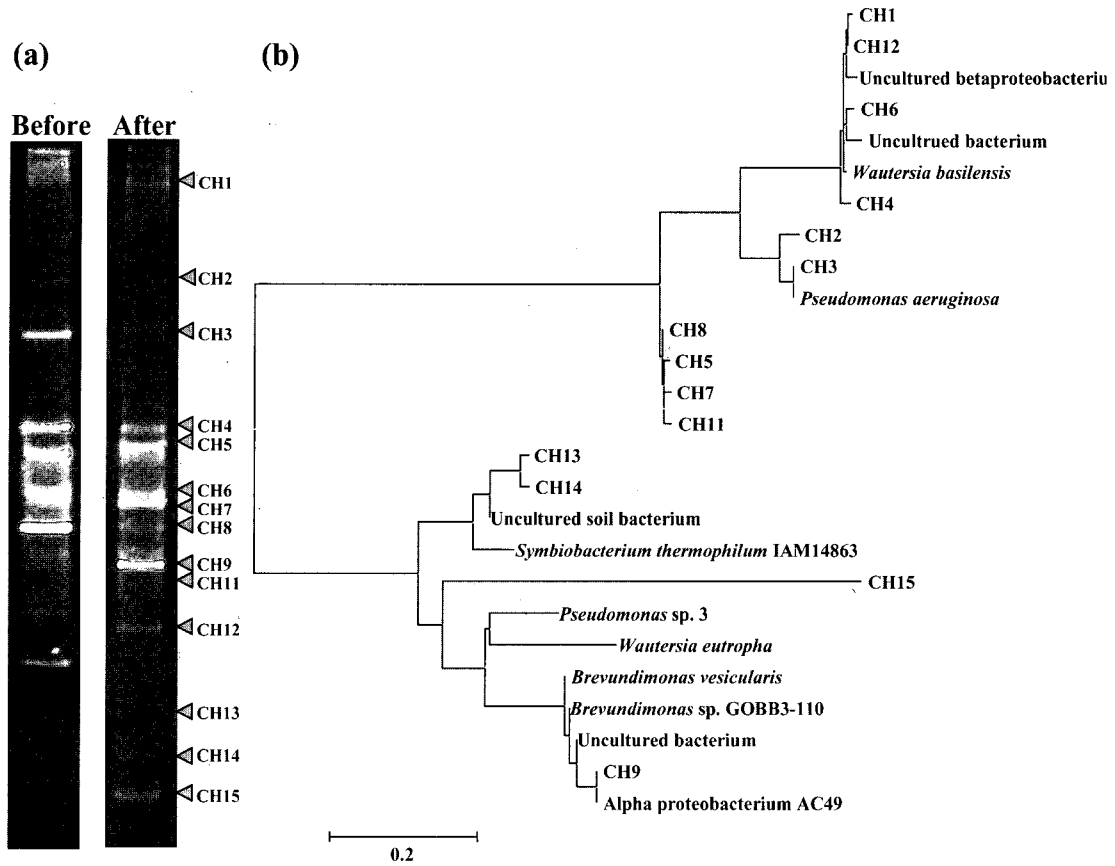 (a)
Before After
CH1
CH2
CH3
CH4
CH5
CH6
CH7
CH8
CH9
CH11
CH12
CH13
CH14
CH15
(b)
CH1
CH12
Uncultured betaproteobacteriu
CH6
Uncultrued bacterium
Wautersia basilensis
CH4
CH2
CH3
Pseudomonas aeruginosa
CH8
CH5
CH7
CH11
CH13
CH14
Uncultured soil bacterium
Symbiobacterium thermophilum IAM14863
CH15
Pseudomonas sp. 3
Wautersia eutropha
Brevundimonas vesicularis
Brevundimonas sp. GOBB3-110
Uncultured bacterium
CH9
Alpha proteobacterium AC49
0.2